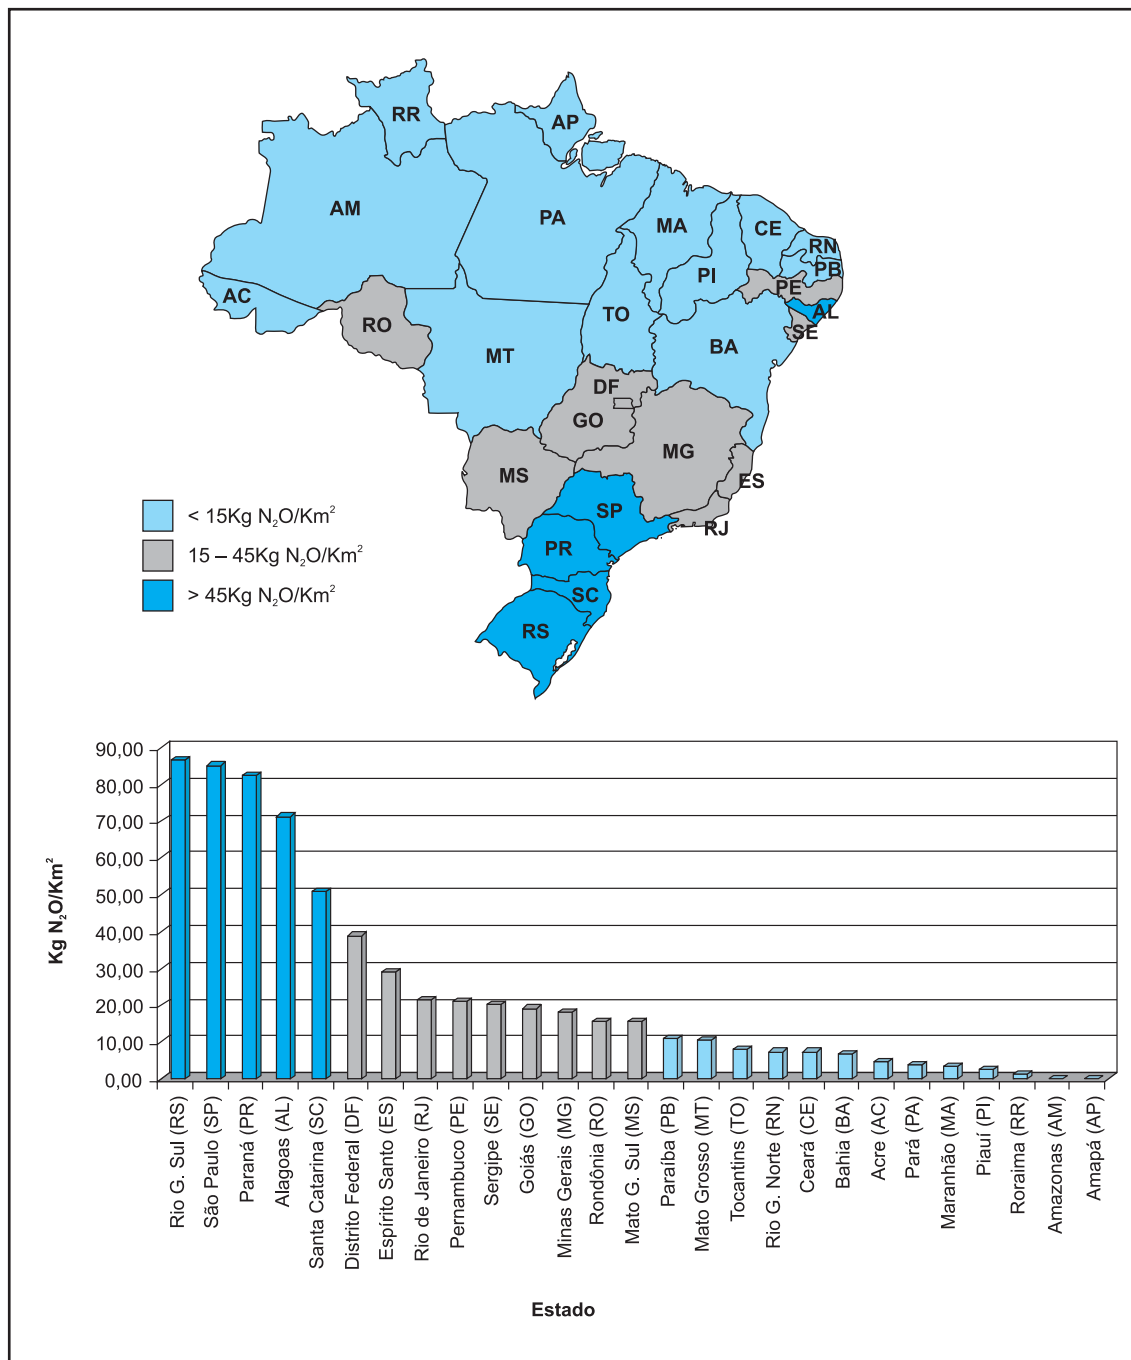 RR
AP
AM
PA
MA
CE
RN
PB
PI
PE
AC
AL
TO
RO
SE
BA
MT
DF
GO
MG
MS
ES
SP
RJ
PR
SC
RS
< 15Kg N₂O/Km²
15 – 45Kg N₂O/Km²
> 45Kg N₂O/Km²
90,00
80,00
70,00
60,00
50,00
40,00
30,00
20,00
10,00
0,00
Kg N₂O/Km²
Rio G. Sul (RS)
São Paulo (SP)
Paraná (PR)
Alagoas (AL)
Santa Catarina (SC)
Distrito Federal (DF)
Espírito Santo (ES)
Rio de Janeiro (RJ)
Pernambuco (PE)
Sergipe (SE)
Goiás (GO)
Minas Gerais (MG)
Rondônia (RO)
Mato G. Sul (MS)
Paraíba (PB)
Mato Grosso (MT)
Tocantins (TO)
Rio G. Norte (RN)
Ceará (CE)
Bahia (BA)
Acre (AC)
Pará (PA)
Maranhão (MA)
Piauí (PI)
Roraima (RR)
Amazonas (AM)
Amapá (AP)
Estado